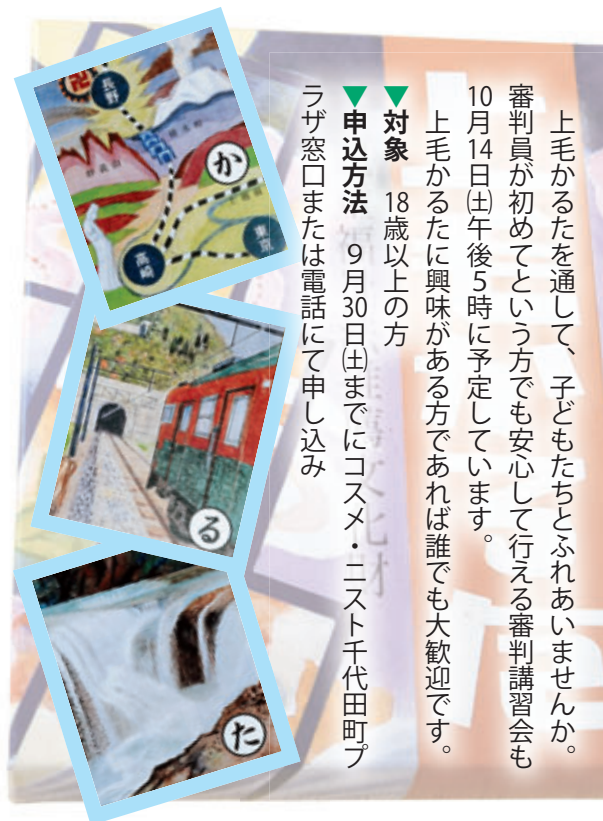 上毛かるたを通して、子どもたちとふれあいませんか。
審判員が初めてという方でも安心して行える審判講習会も
10月14日㈯午後5時に予定しています。
上毛かるたに興味がある方であれば誰でも大歓迎です。
▼対象 18歳以上の方
▼申込方法 9月30日㈯までにコスメ・ニスト千代田町プ
ラザ窓口または電話にて申し込み
長野
か
高崎
東京
る
た